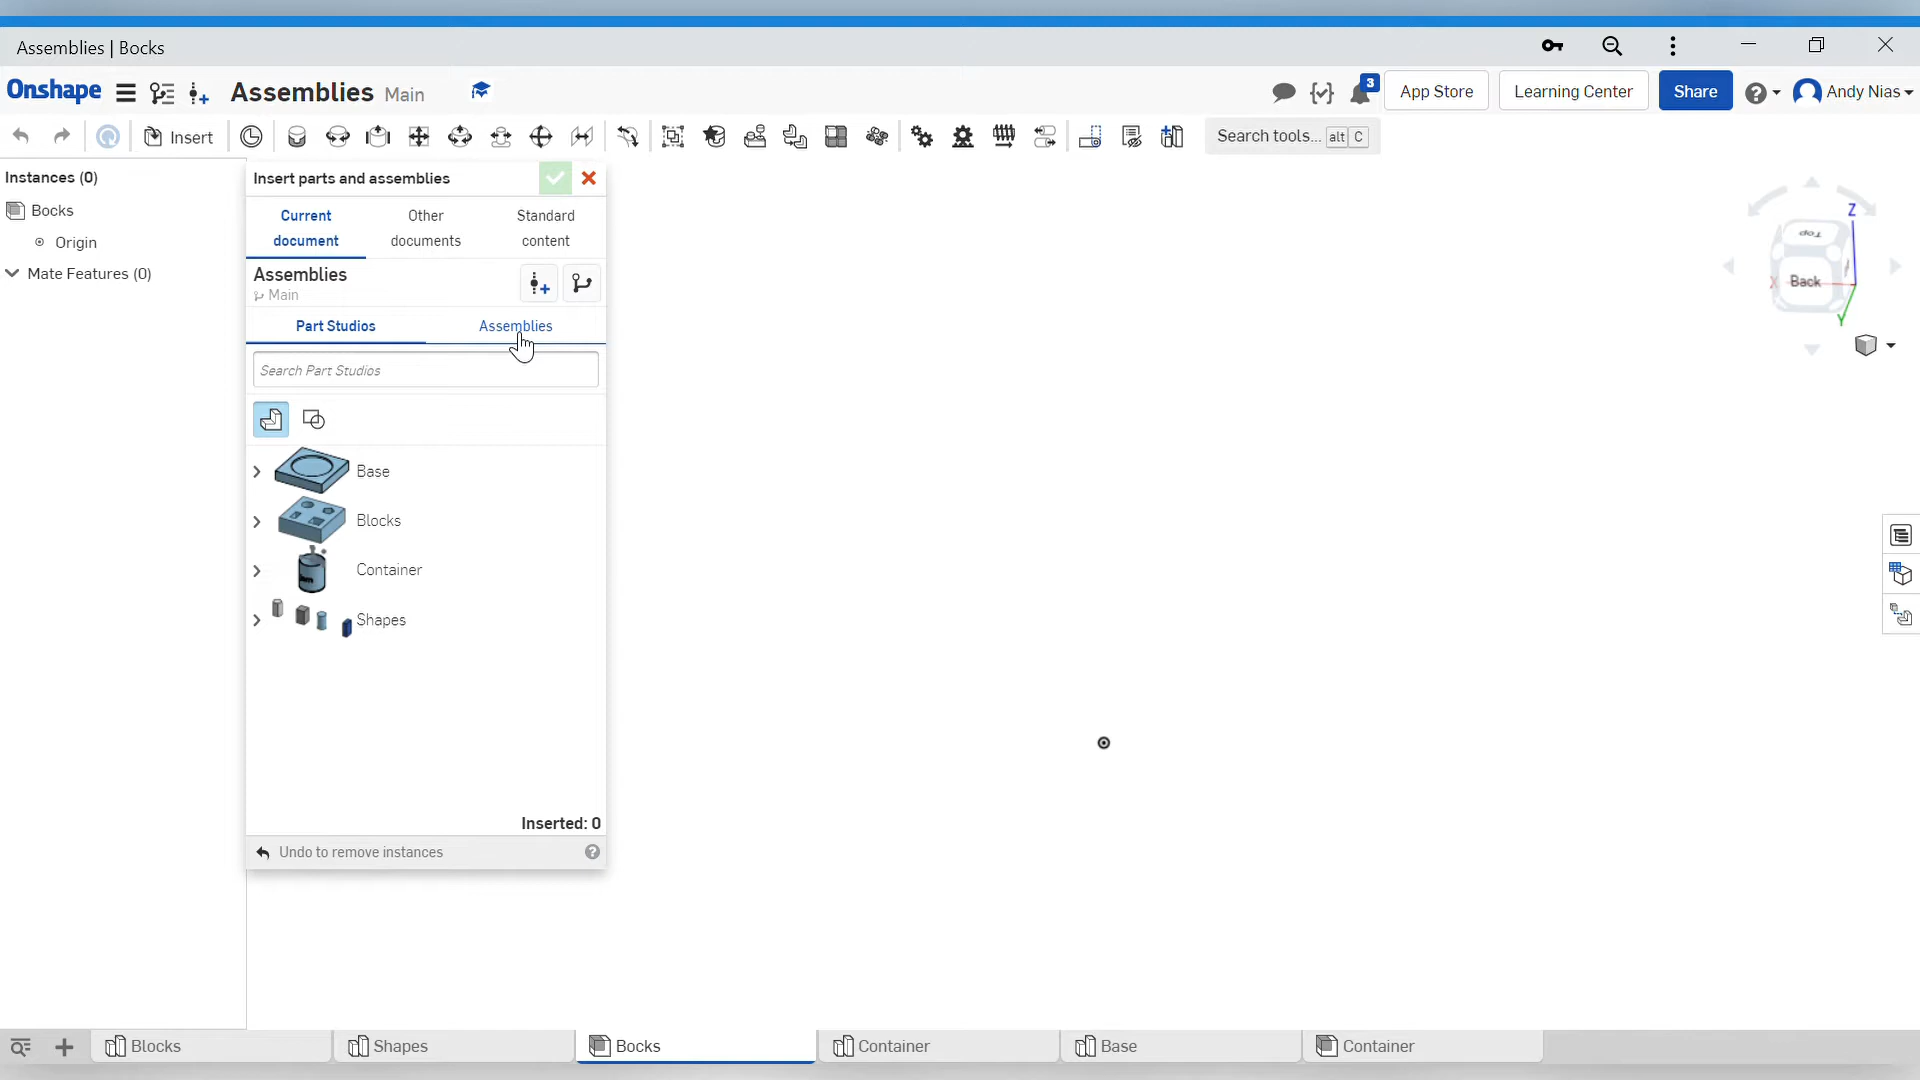 Assemblies | Bocks
Onshape
Assemblies Main
3
App Store
Learning Center
Share
Andy Nias
Insert
Search tools... alt C
Instances (0)
Bocks
Origin
Mate Features (0)
Insert parts and assemblies
Current
document
Other
documents
Standard
content
Assemblies
Main
Part Studios
Assemblies
Search Part Studios
Base
Blocks
Container
Shapes
Inserted: 0
Undo to remove instances
Top
Back
X
Y
Z
Blocks
Shapes
Bocks
Container
Base
Container